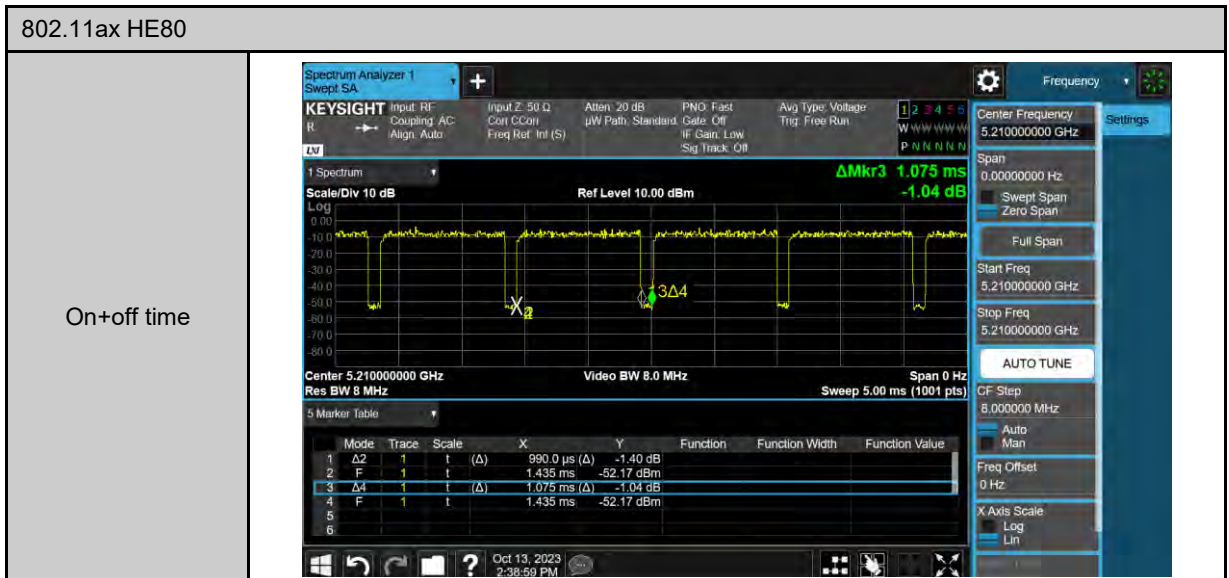 802.11ax HE80
On+off time
Spectrum Analyzer 1
Swept SA
+
Frequency
KEYSIGHT Input: RF Input Z: 50 Ω Atten: 20 dB PNO: Fast Avg Type: Voltage 1 2 3 4 5 6
R Coupling: AC Corr CCorr µW Path: Standard Gate: Off Trig: Free Run W W W W W W
Align: Auto Freq Ref: Int (S) IF Gain: Low
LXI Sig Track: Off P N N N N N
Center Frequency
5.210000000 GHz
Settings
Span
0.00000000 Hz
Swept Span
Zero Span
Full Span
Start Freq
5.210000000 GHz
Stop Freq
5.210000000 GHz
AUTO TUNE
CF Step
8.000000 MHz
Auto
Man
Freq Offset
0 Hz
X Axis Scale
Log
Lin
1 Spectrum ΔMkr3 1.075 ms
Scale/Div 10 dB Ref Level 10.00 dBm -1.04 dB
Log
0.00
-10.0
-20.0
-30.0
-40.0
-50.0
-60.0
-70.0
-80.0
3Δ4
Center 5.210000000 GHz Video BW 8.0 MHz Span 0 Hz
Res BW 8 MHz Sweep 5.00 ms (1001 pts)
5 Marker Table
Mode Trace Scale X Y Function Function Width Function Value
1 Δ2 1 t (Δ) 990.0 µs (Δ) -1.40 dB
2 F 1 t 1.435 ms -52.17 dBm
3 Δ4 1 t (Δ) 1.075 ms (Δ) -1.04 dB
4 F 1 t 1.435 ms -52.17 dBm
5
6
? Oct 13, 2023
2:38:59 PM